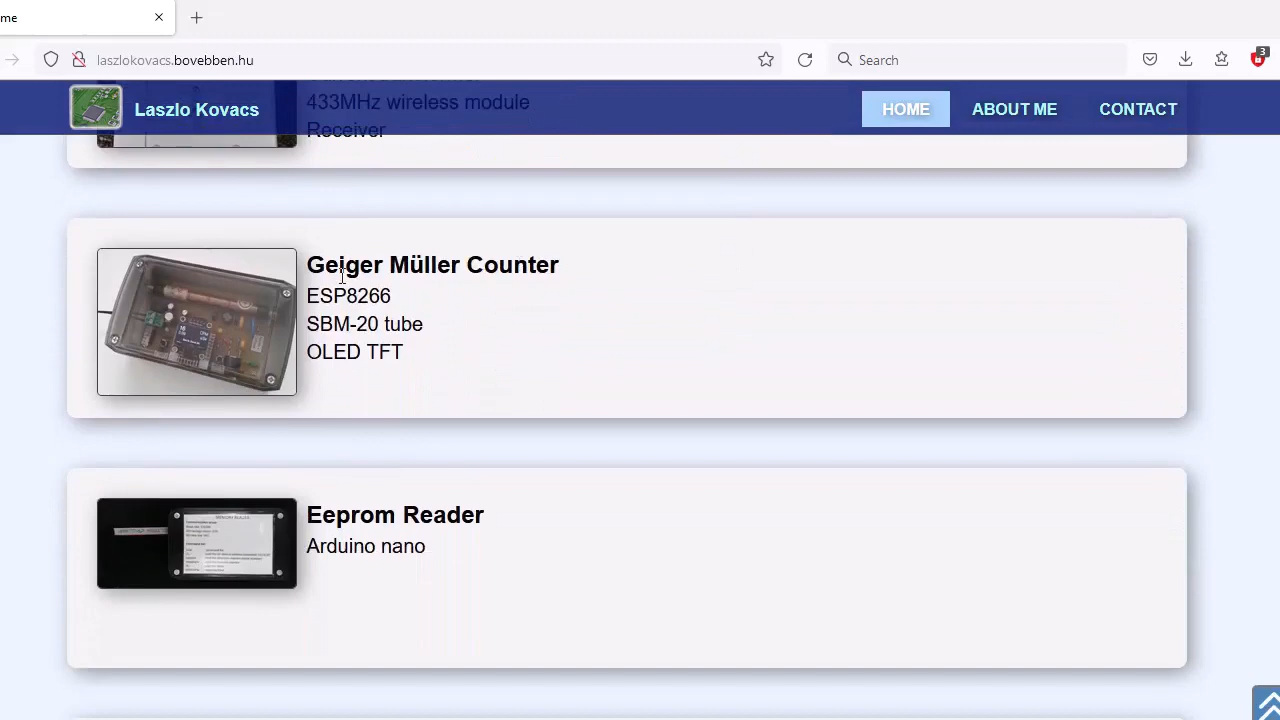 me
laszlokovacs.bovebben.hu
Search
3
Laszlo Kovacs
HOME
ABOUT ME
CONTACT
433MHz wireless module
Receiver
Geiger Müller Counter
ESP8266
SBM-20 tube
OLED TFT
Eeprom Reader
Arduino nano